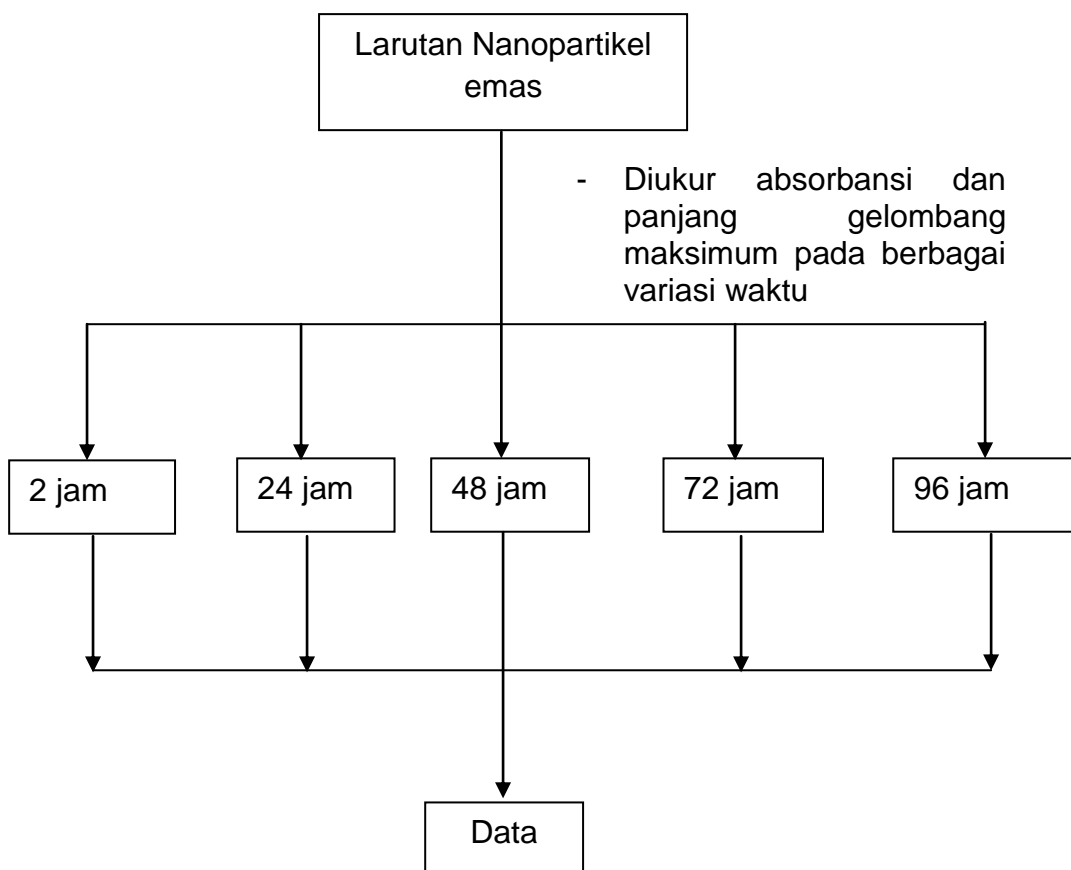 Larutan Nanopartikel
emas
- Diukur absorbansi dan
panjang gelombang
maksimum pada berbagai
variasi waktu
2 jam
24 jam
48 jam
72 jam
96 jam
Data